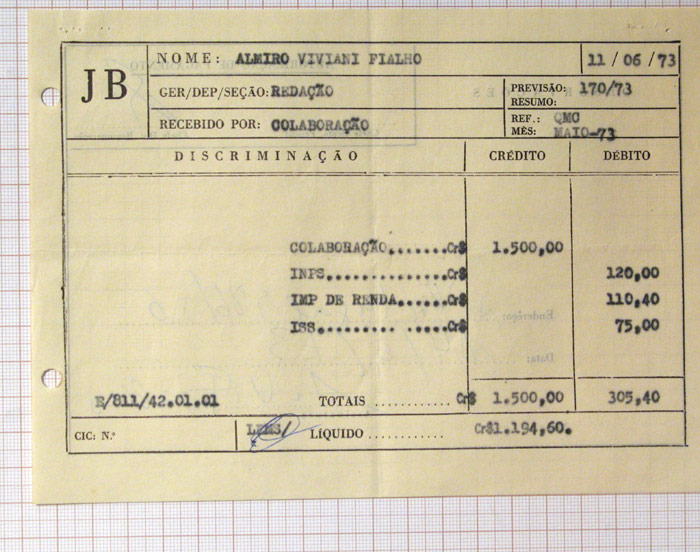 JB
NOME: ALMIRO VIVIANI FIALHO 11/06/73
GER/DEP/SEÇÃO: REDAÇÃO PREVISÃO: 170/73
RESUMO:
RECEBIDO POR: COLABORAÇÃO REF.: QMC
MÊS: MAIO-73
DISCRIMINAÇÃO CRÉDITO DÉBITO
COLABORAÇÃO.......Cr$ 1.500,00
INPS..............Cr$ 120,00
IMP DE RENDA......Cr$ 110,40
ISS......... .....Cr$ 75,00
E/811/42.01.01 TOTAIS ............ Cr$ 1.500,00 305,40
CIC: N.º LÍQUIDO ............ Cr$1.194,60.
Endereço:
Data: